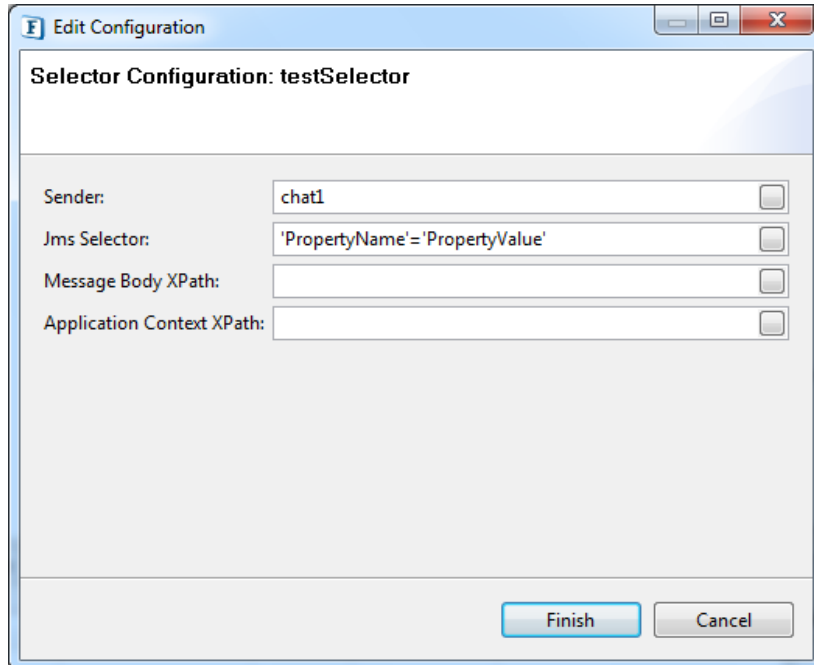 F Edit Configuration
Selector Configuration: testSelector
Sender: chat1
Jms Selector: 'PropertyName'='PropertyValue'
Message Body XPath:
Application Context XPath:
Finish Cancel